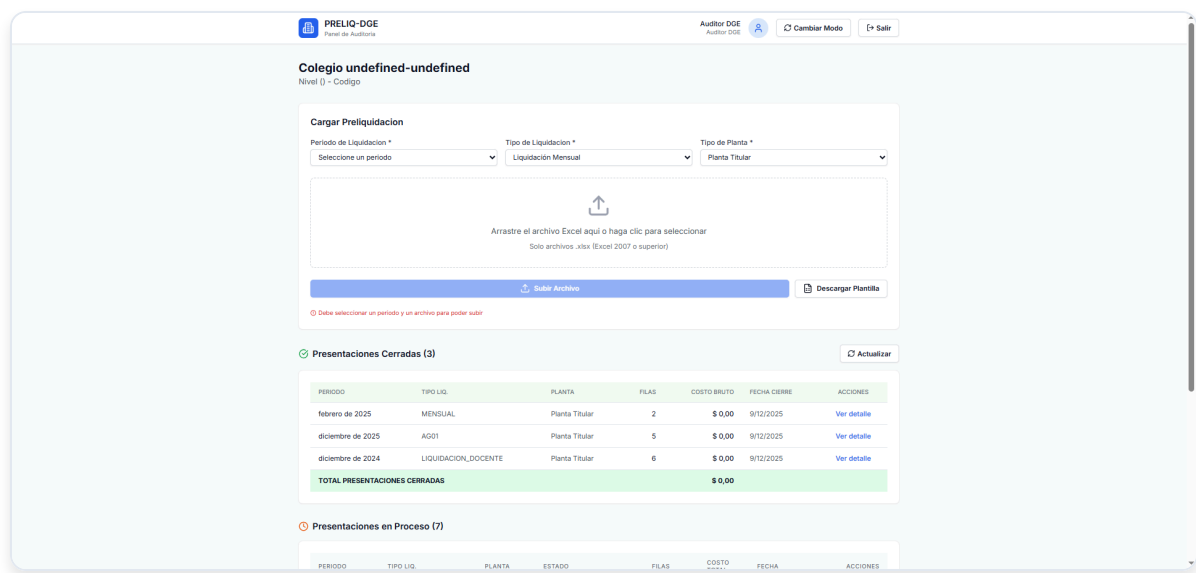 PRELIQ-DGE
Panel de Auditoria
Auditor DGE
Auditor DGE
Cambiar Modo
Salir
Colegio undefined-undefined
Nivel () - Codigo
Cargar Preliquidacion
Periodo de Liquidacion *
Tipo de Liquidacion *
Tipo de Planta *
Seleccione un periodo
Liquidación Mensual
Planta Titular
Arrastre el archivo Excel aqui o haga clic para seleccionar
Solo archivos .xlsx (Excel 2007 o superior)
Subir Archivo
Descargar Plantilla
Debe seleccionar un periodo y un archivo para poder subir
Presentaciones Cerradas (3)
Actualizar
PERIODO TIPO LIQ. PLANTA FILAS COSTO BRUTO FECHA CIERRE ACCIONES
febrero de 2025 MENSUAL Planta Titular 2 $ 0,00 9/12/2025 Ver detalle
diciembre de 2025 AG01 Planta Titular 5 $ 0,00 9/12/2025 Ver detalle
diciembre de 2024 LIQUIDACION_DOCENTE Planta Titular 6 $ 0,00 9/12/2025 Ver detalle
TOTAL PRESENTACIONES CERRADAS $ 0,00
Presentaciones en Proceso (7)
PERIODO TIPO LIQ. PLANTA ESTADO FILAS COSTO FECHA ACCIONES